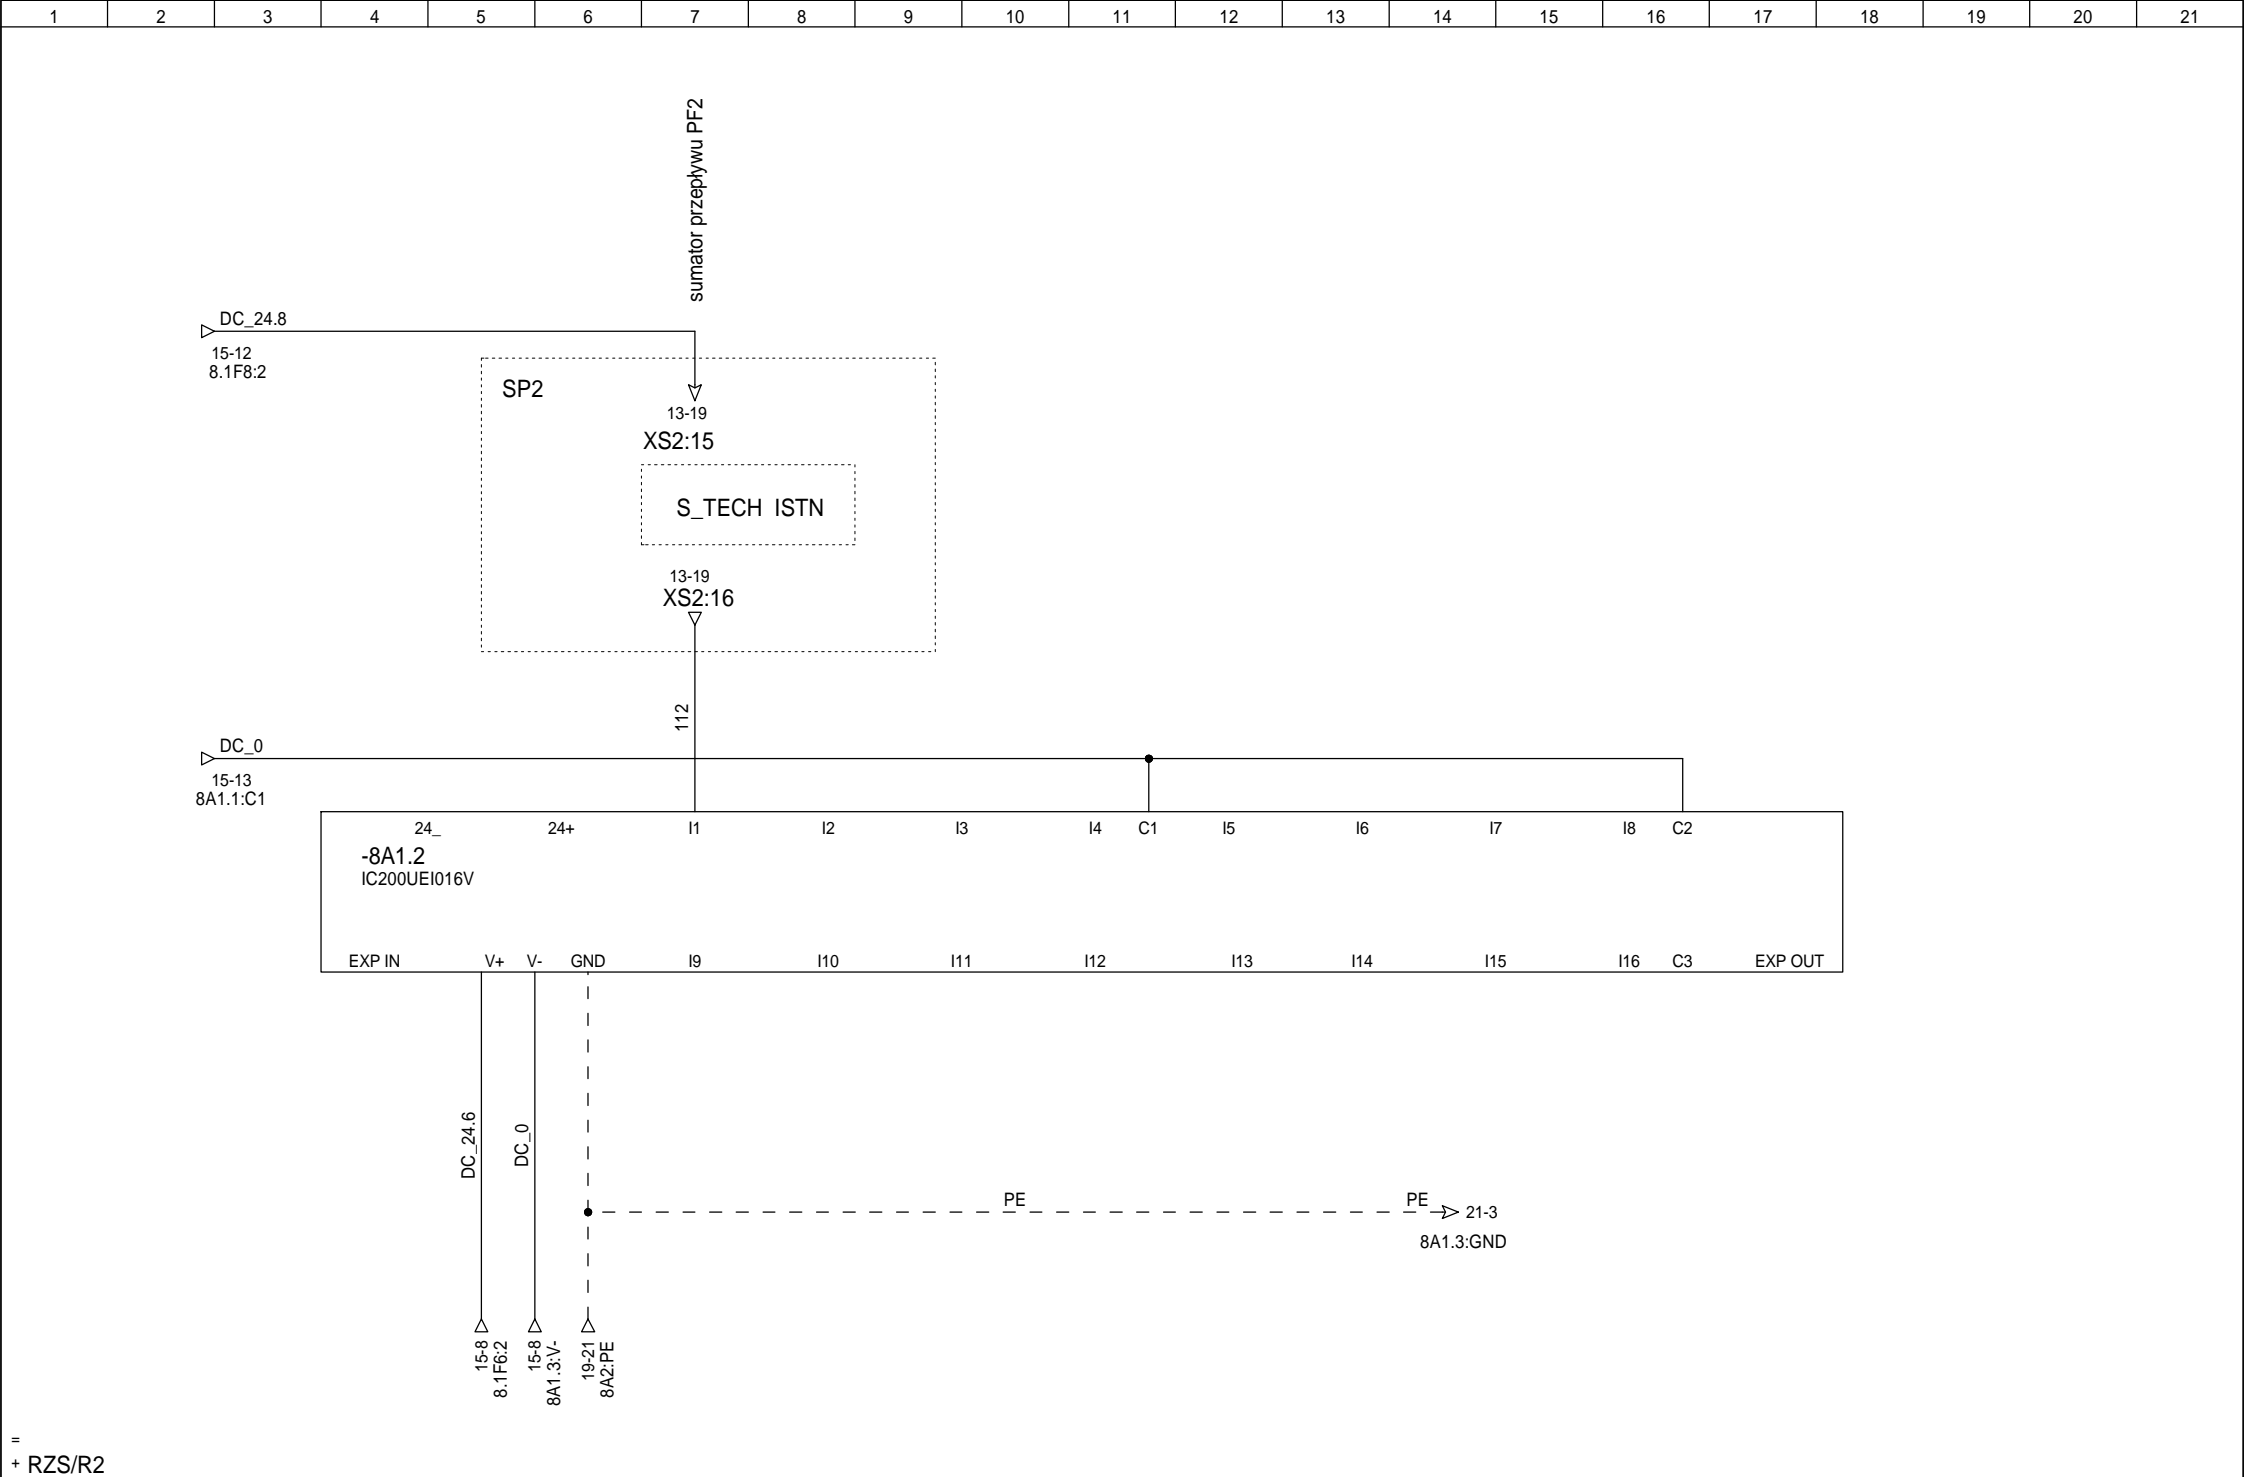 1 2 3 4 5 6 7 8 9 10 11 12 13 14 15 16 17 18 19 20 21
sumator przepływu PF2
DC_24.8
15-12
8.1F8:2
SP2
13-19
XS2:15
S_TECH ISTN
13-19
XS2:16
112
DC_0
15-13
8A1.1:C1
24_ 24+ I1 I2 I3 I4 C1 I5 I6 I7 I8 C2
-8A1.2
IC200UEI016V
EXP IN V+ V- GND I9 I10 I11 I12 I13 I14 I15 I16 C3 EXP OUT
DC_24.6
DC_0
PE
PE
21-3
8A1.3:GND
15-8
8.1F6:2
15-8
8A1.3:V-
19-21
8A2:PE
=
+ RZS/R2